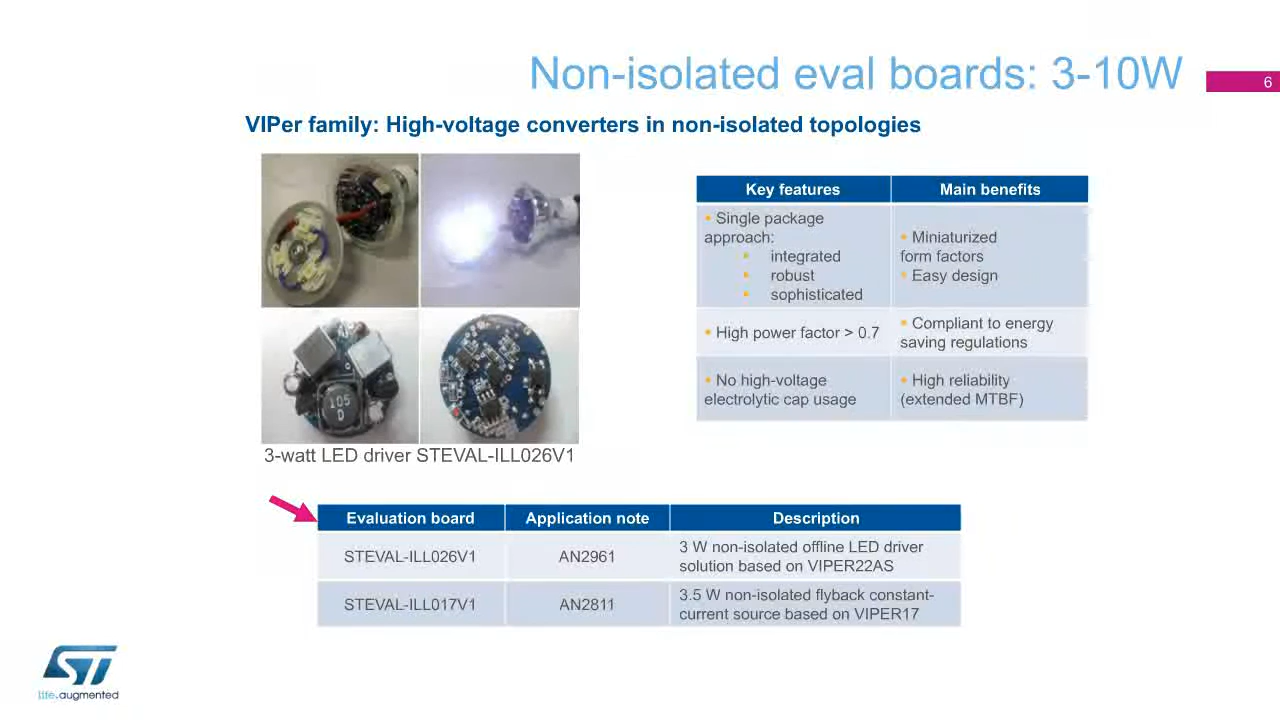 Non-isolated eval boards: 3-10W
6
VIPer family: High-voltage converters in non-isolated topologies
105
D
3-watt LED driver STEVAL-ILL026V1
Key features
Main benefits
• Single package
approach:
• integrated
• robust
• sophisticated
• Miniaturized
form factors
• Easy design
• High power factor > 0.7
• Compliant to energy
saving regulations
• No high-voltage
electrolytic cap usage
• High reliability
(extended MTBF)
Evaluation board
Application note
Description
STEVAL-ILL026V1
AN2961
3 W non-isolated offline LED driver
solution based on VIPER22AS
STEVAL-ILL017V1
AN2811
3.5 W non-isolated flyback constant-
current source based on VIPER17
ST
life.augmented